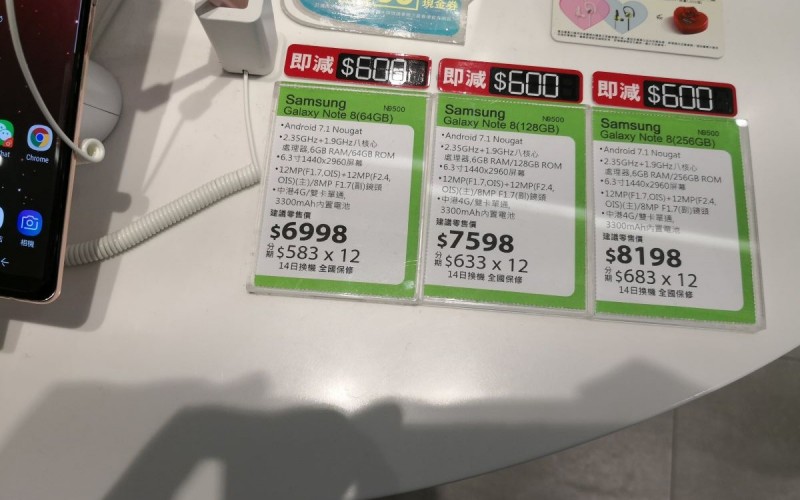 現金券
Chrome
相機
即減 $600
Samsung
N9500
Galaxy Note 8(64GB)
•Android 7.1 Nougat
•2.35GHz+1.9GHz八核心
處理器,6GB RAM/64GB ROM
•6.3寸1440x2960屏幕
•12MP(F1.7,OIS)+12MP(F2.4,
OIS)(主)/8MP F1.7(副)鏡頭
•中港4G/雙卡單通,
3300mAh內置電池
建議零售價
$6998
分期 $583 x 12
14日換機 全國保修
即減 $600
Samsung
N9500
Galaxy Note 8(128GB)
•Android 7.1 Nougat
•2.35GHz+1.9GHz八核心
處理器,6GB RAM/128GB ROM
•6.3寸1440x2960屏幕
•12MP(F1.7,OIS)+12MP(F2.4,
OIS)(主)/8MP F1.7(副)鏡頭
•中港4G/雙卡單通,
3300mAh內置電池
建議零售價
$7598
分期 $633 x 12
14日換機 全國保修
即減 $600
Samsung
N9500
Galaxy Note 8(256GB)
•Android 7.1 Nougat
•2.35GHz+1.9GHz八核心
處理器,6GB RAM/256GB ROM
•6.3寸1440x2960屏幕
•12MP(F1.7,OIS)+12MP(F2.4,
OIS)(主)/8MP F1.7(副)鏡頭
•中港4G/雙卡單通,
3300mAh內置電池
建議零售價
$8198
分期 $683 x 12
14日換機 全國保修